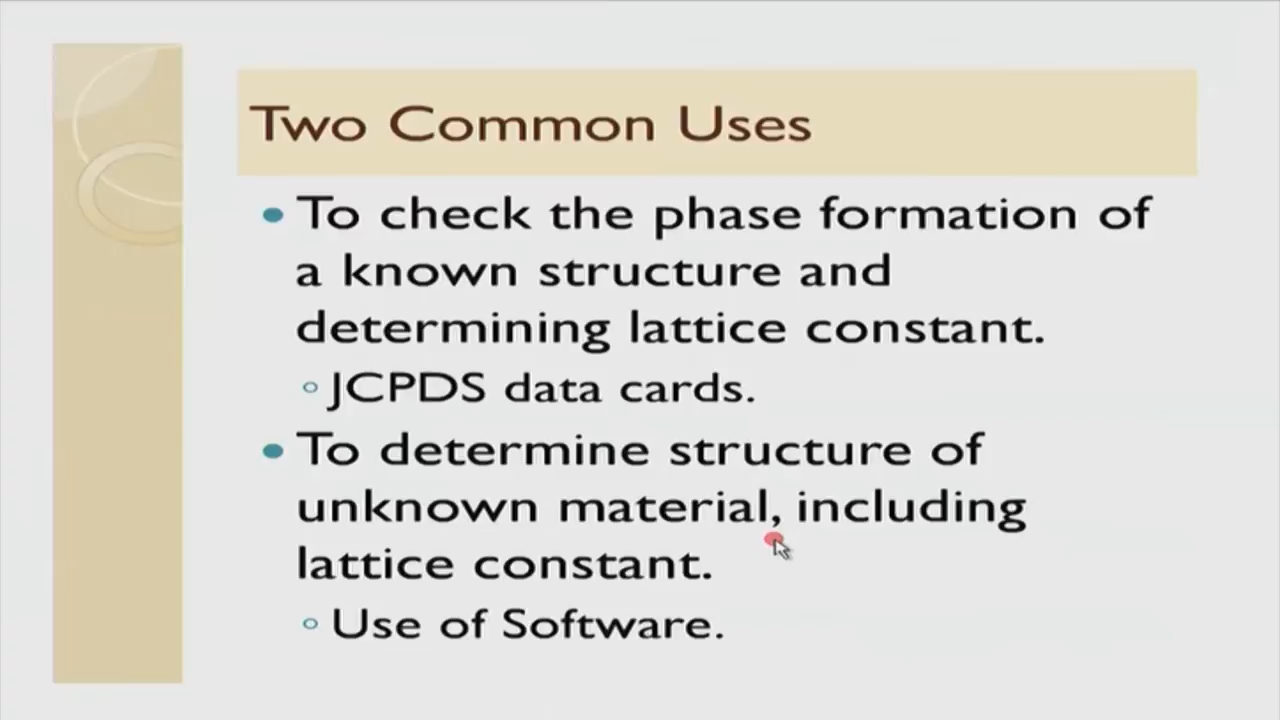 Two Common Uses
• To check the phase formation of
a known structure and
determining lattice constant.
◦ JCPDS data cards.
• To determine structure of
unknown material, including
lattice constant.
◦ Use of Software.